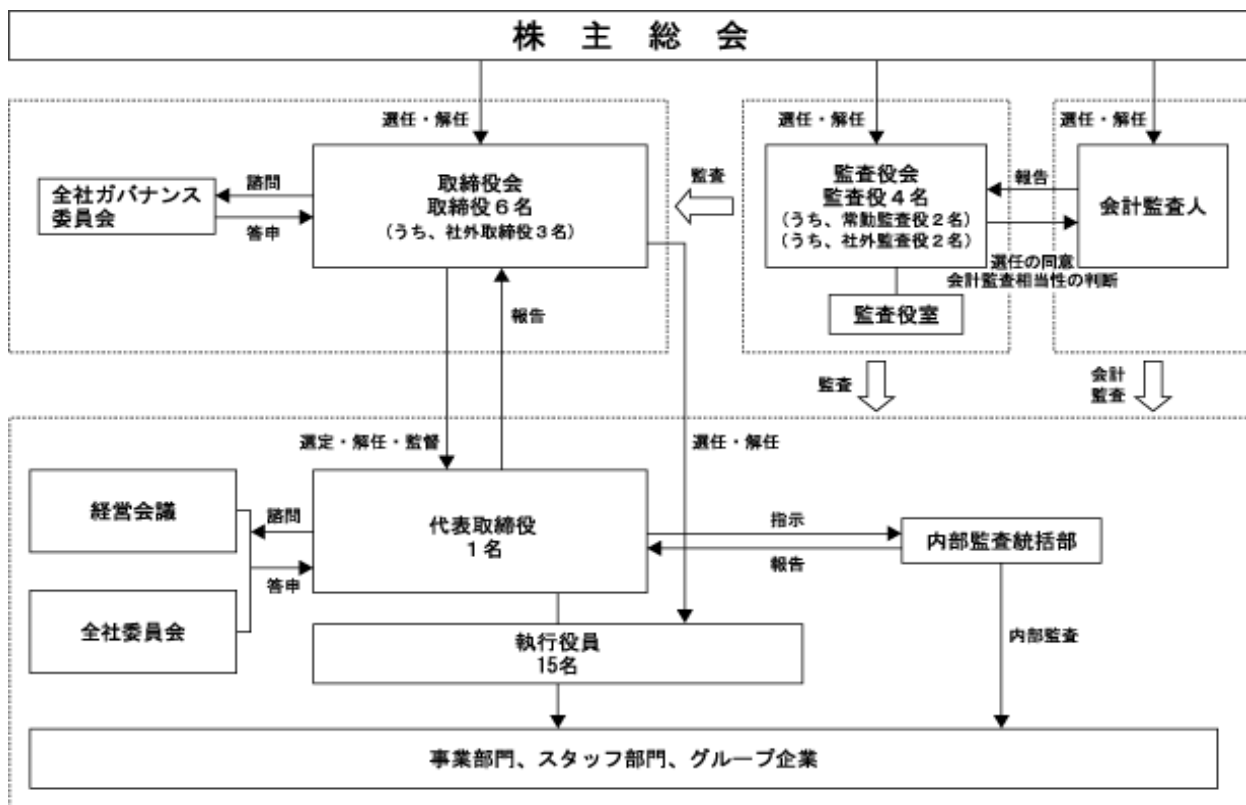 株主総会
選任・解任
選任・解任
選任・解任
全社ガバナンス
委員会
諮問
答申
取締役会
取締役6名
(うち、社外取締役3名)
監査
監査役会
監査役4名
(うち、常勤監査役2名)
(うち、社外監査役2名)
報告
会計監査人
選任の同意
会計監査相当性の判断
監査役室
報告
監査
会計
監査
選定・解任・監督
選任・解任
経営会議
諮問
答申
全社委員会
代表取締役
1名
指示
報告
内部監査統括部
内部監査
執行役員
15名
事業部門、スタッフ部門、グループ企業